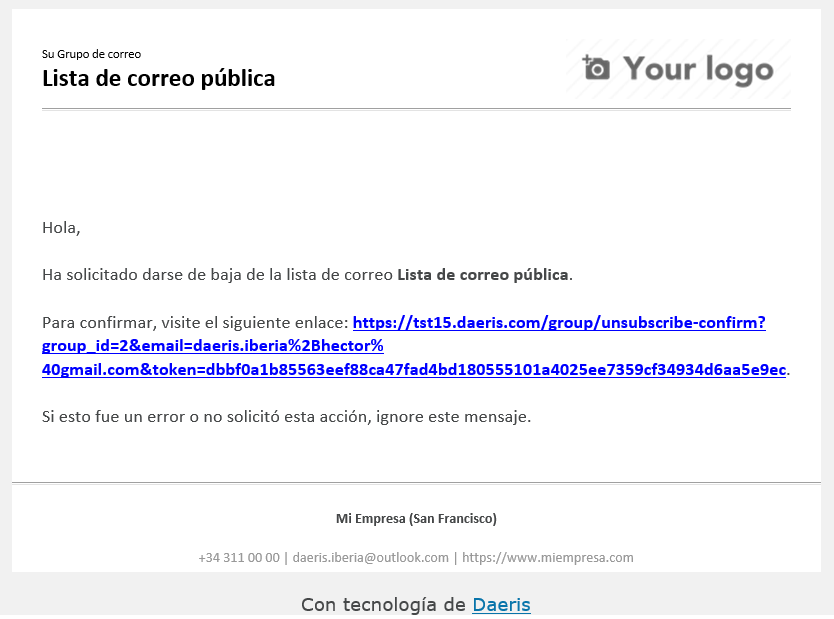 Su Grupo de correo
Lista de correo pública
Your logo
Hola,
Ha solicitado darse de baja de la lista de correo Lista de correo pública.
Para confirmar, visite el siguiente enlace: https://tst15.daeris.com/group/unsubscribe-confirm?
group_id=2&email=daeris.iberia%2Bhector%
40gmail.com&token=dbbf0a1b85563eef88ca47fad4bd180555101a4025ee7359cf34934d6aa5e9ec.
Si esto fue un error o no solicitó esta acción, ignore este mensaje.
Mi Empresa (San Francisco)
+34 311 00 00 | daeris.iberia@outlook.com | https://www.miempresa.com
Con tecnología de Daeris